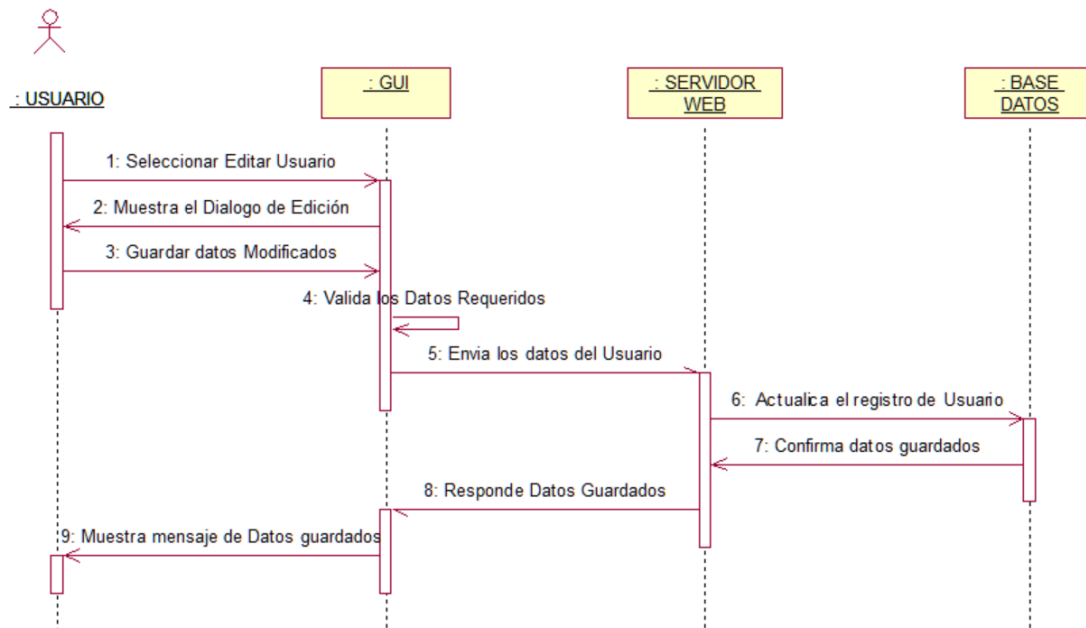 : USUARIO
: GUI
: SERVIDOR
WEB
: BASE
DATOS
1: Seleccionar Editar Usuario
2: Muestra el Dialogo de Edición
3: Guardar datos Modificados
4: Valida los Datos Requeridos
5: Envia los datos del Usuario
6: Actualica el registro de Usuario
7: Confirma datos guardados
8: Responde Datos Guardados
9: Muestra mensaje de Datos guardados